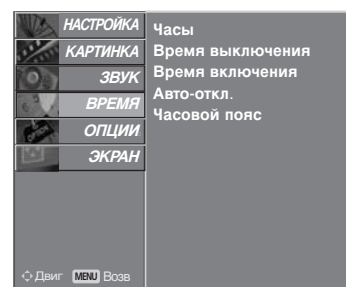 НАСТРОЙКА
КАРТИНКА
ЗВУК
ВРЕМЯ
ОПЦИИ
ЭКРАН
Часы
Время выключения
Время включения
Авто-откл.
Часовой пояс
Двиг MENU Возв